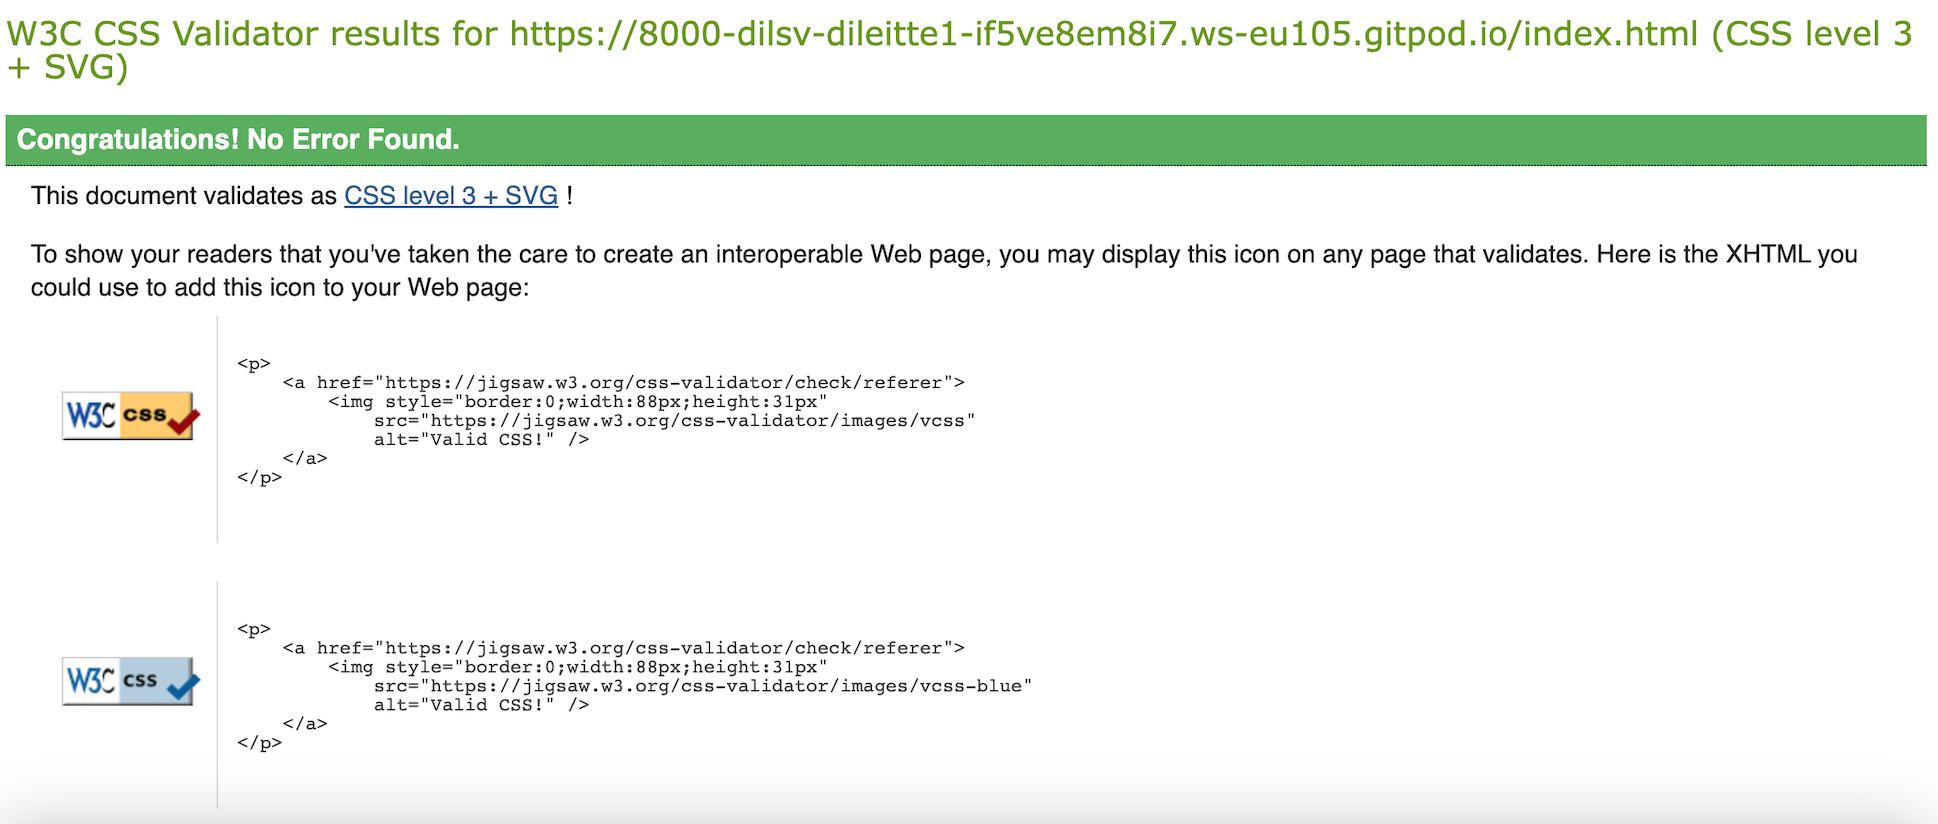 W3C CSS Validator results for https://8000-dilsv-dileitte1-if5ve8em8i7.ws-eu105.gitpod.io/index.html (CSS level 3
+ SVG)
Congratulations! No Error Found.
This document validates as CSS level 3 + SVG !
To show your readers that you've taken the care to create an interoperable Web page, you may display this icon on any page that validates. Here is the XHTML you
could use to add this icon to your Web page:
<p>
<a href="https://jigsaw.w3.org/css-validator/check/referer">
<img style="border:0;width:88px;height:31px"
W3C css
src="https://jigsaw.w3.org/css-validator/images/vcss"
alt="Valid CSS!" />
</a>
</p>
<p>
<a href="https://jigsaw.w3.org/css-validator/check/referer">
<img style="border:0;width:88px;height:31px"
W3C css
src="https://jigsaw.w3.org/css-validator/images/vcss-blue"
alt="Valid CSS!" />
</a>
</p>